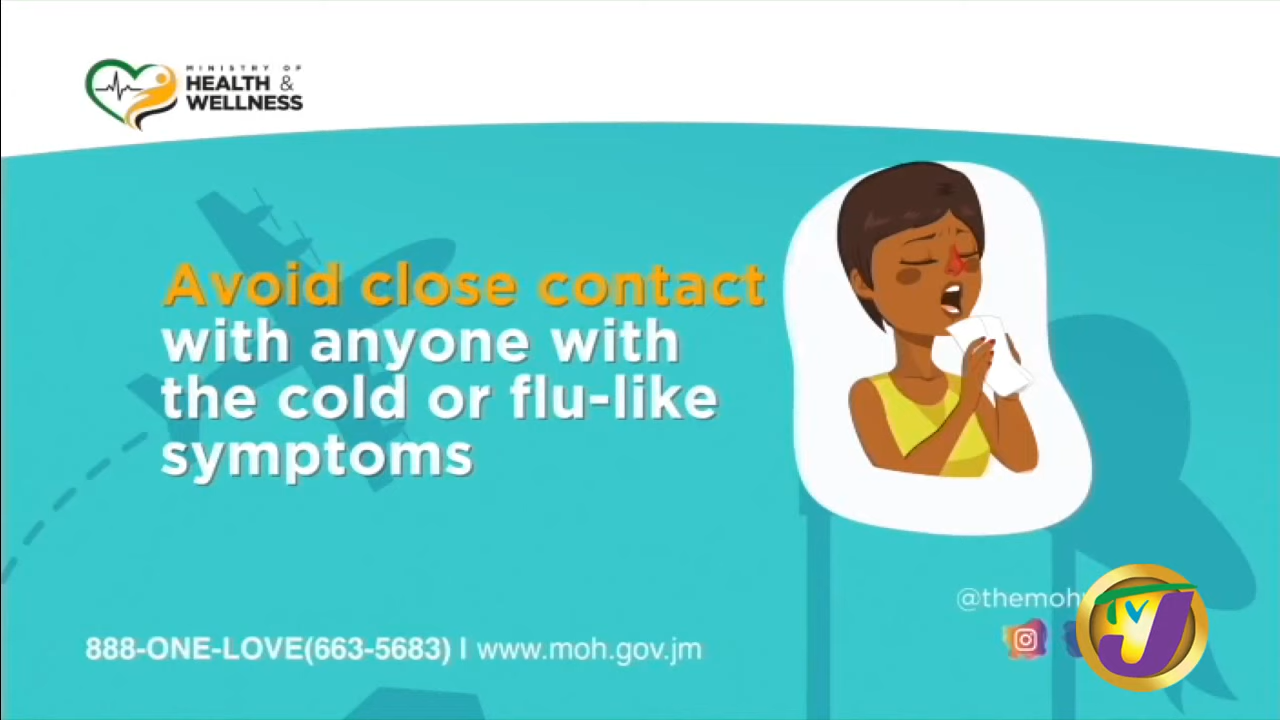 MINISTRY OF
HEALTH &
WELLNESS
Avoid close contact
with anyone with
the cold or flu-like
symptoms
888-ONE-LOVE(663-5683) I www.moh.gov.jm
TVJ